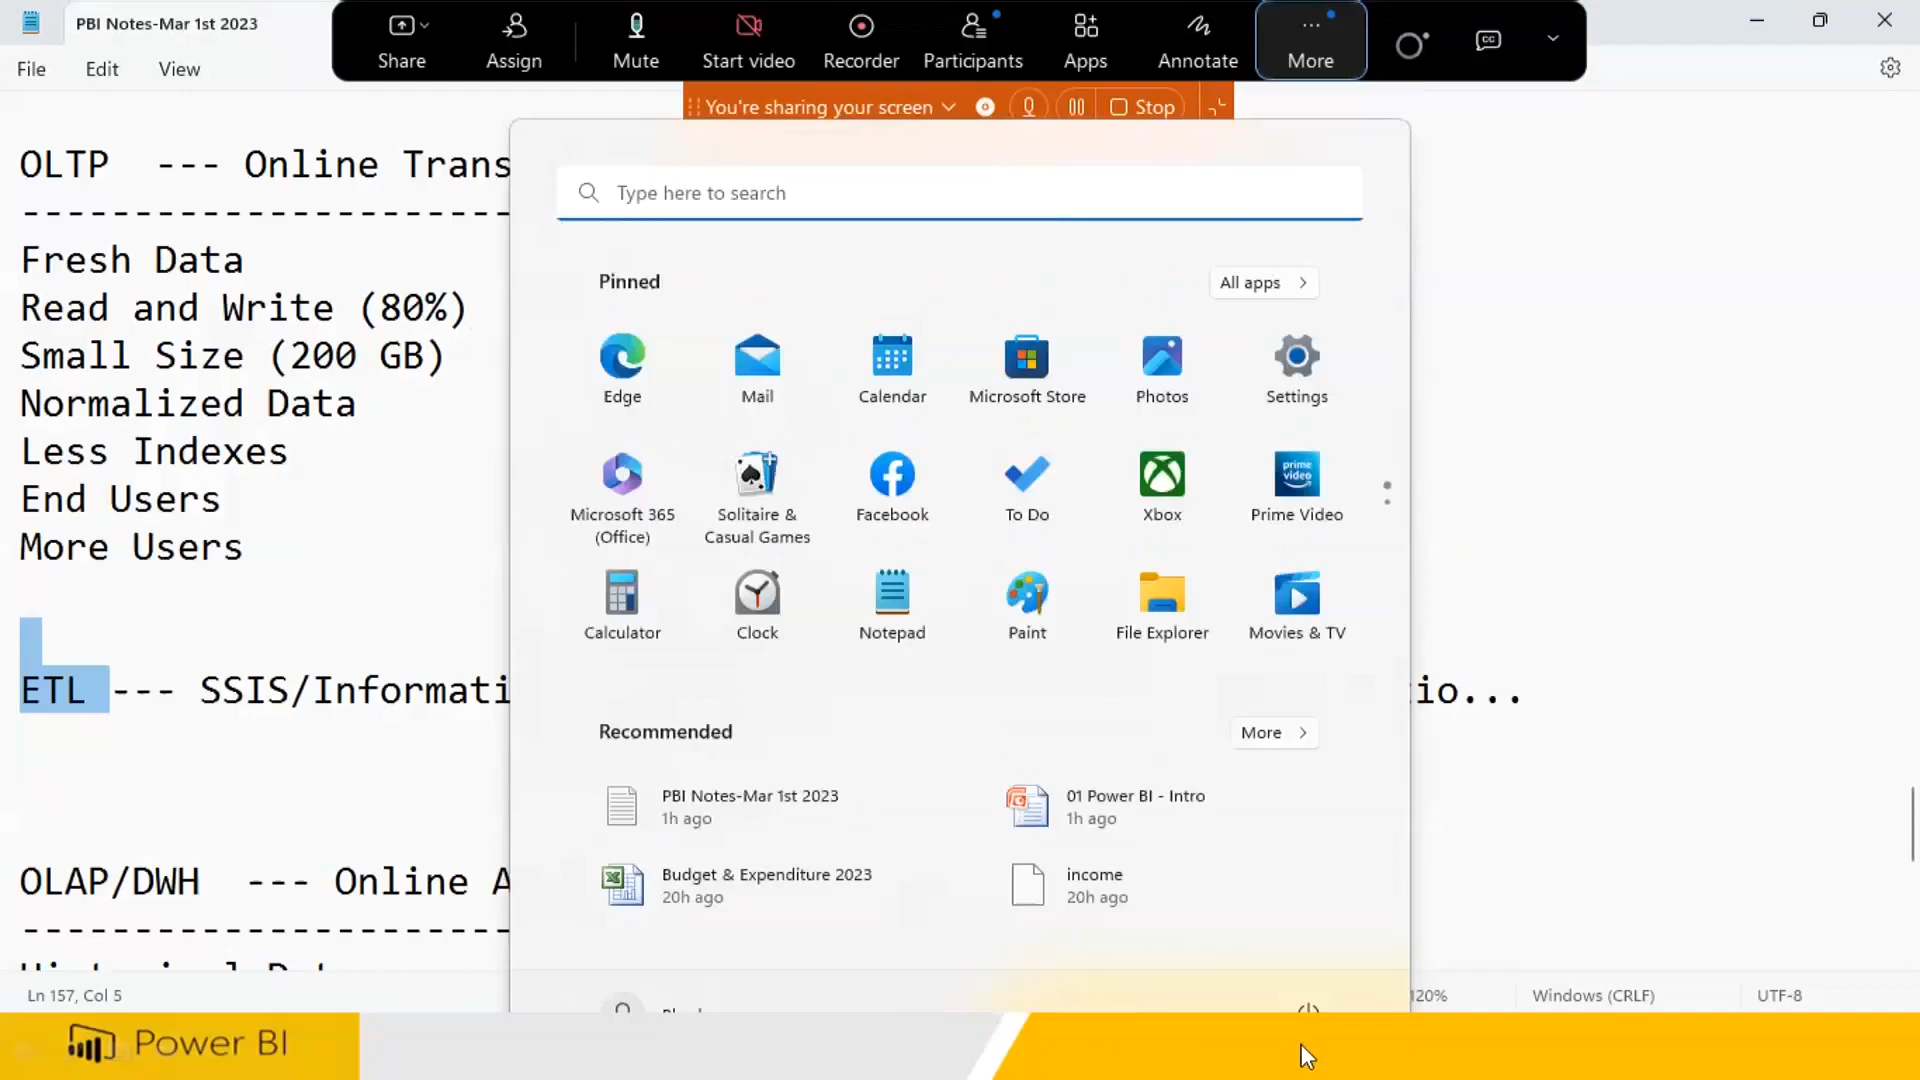 PBI Notes-Mar 1st 2023
Share
Assign
Mute
Start video
Recorder
Participants
Apps
Annotate
More
CC
File
Edit
View
You're sharing your screen
Stop
OLTP --- Online Trans
-----------------------
Fresh Data
Read and Write (80%)
Small Size (200 GB)
Normalized Data
Less Indexes
End Users
More Users
ETL --- SSIS/Informati
tio...
OLAP/DWH --- Online A
-----------------------
Type here to search
Pinned
All apps
Edge
Mail
Calendar
Microsoft Store
Photos
Settings
prime
video
Microsoft 365
(Office)
Solitaire &
Casual Games
Facebook
To Do
Xbox
Prime Video
Calculator
Clock
Notepad
Paint
File Explorer
Movies & TV
Recommended
More
PBI Notes-Mar 1st 2023
1h ago
01 Power BI - Intro
1h ago
Budget & Expenditure 2023
20h ago
income
20h ago
Ln 157, Col 5
120%
Windows (CRLF)
UTF-8
Power BI